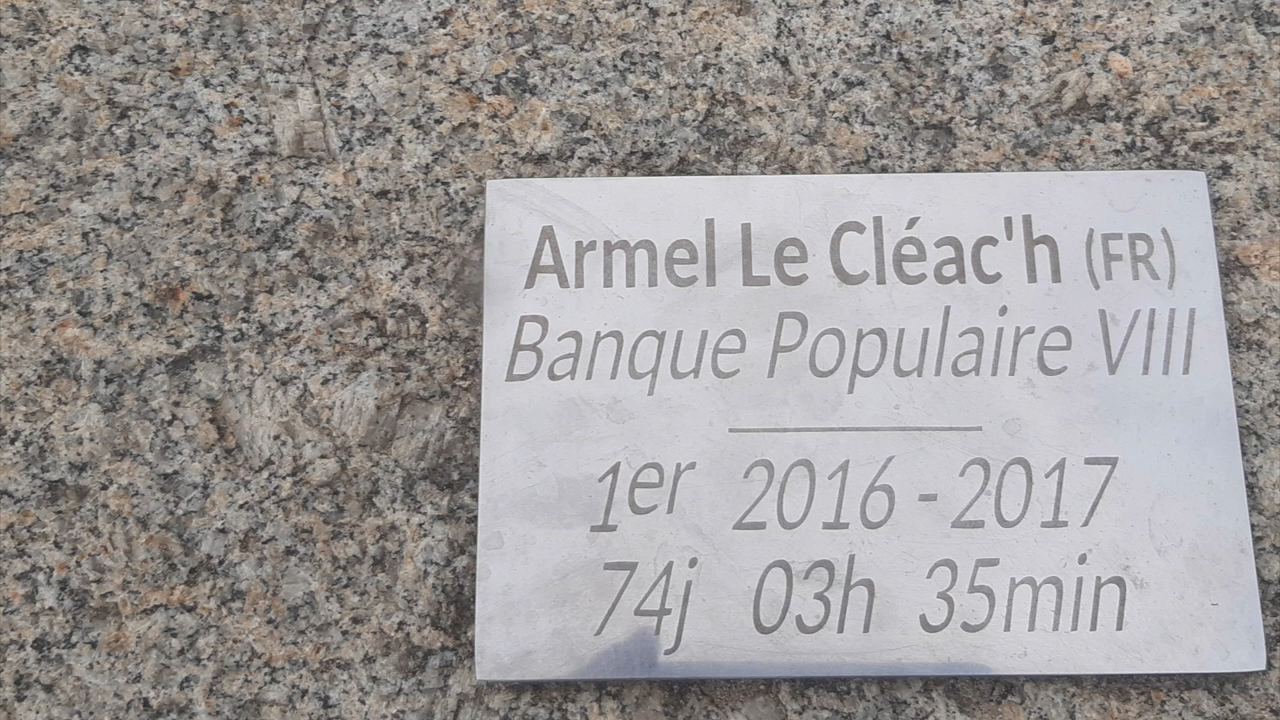 Armel Le Cléac'h (FR)
Banque Populaire VIII
1er 2016 - 2017
74j 03h 35min